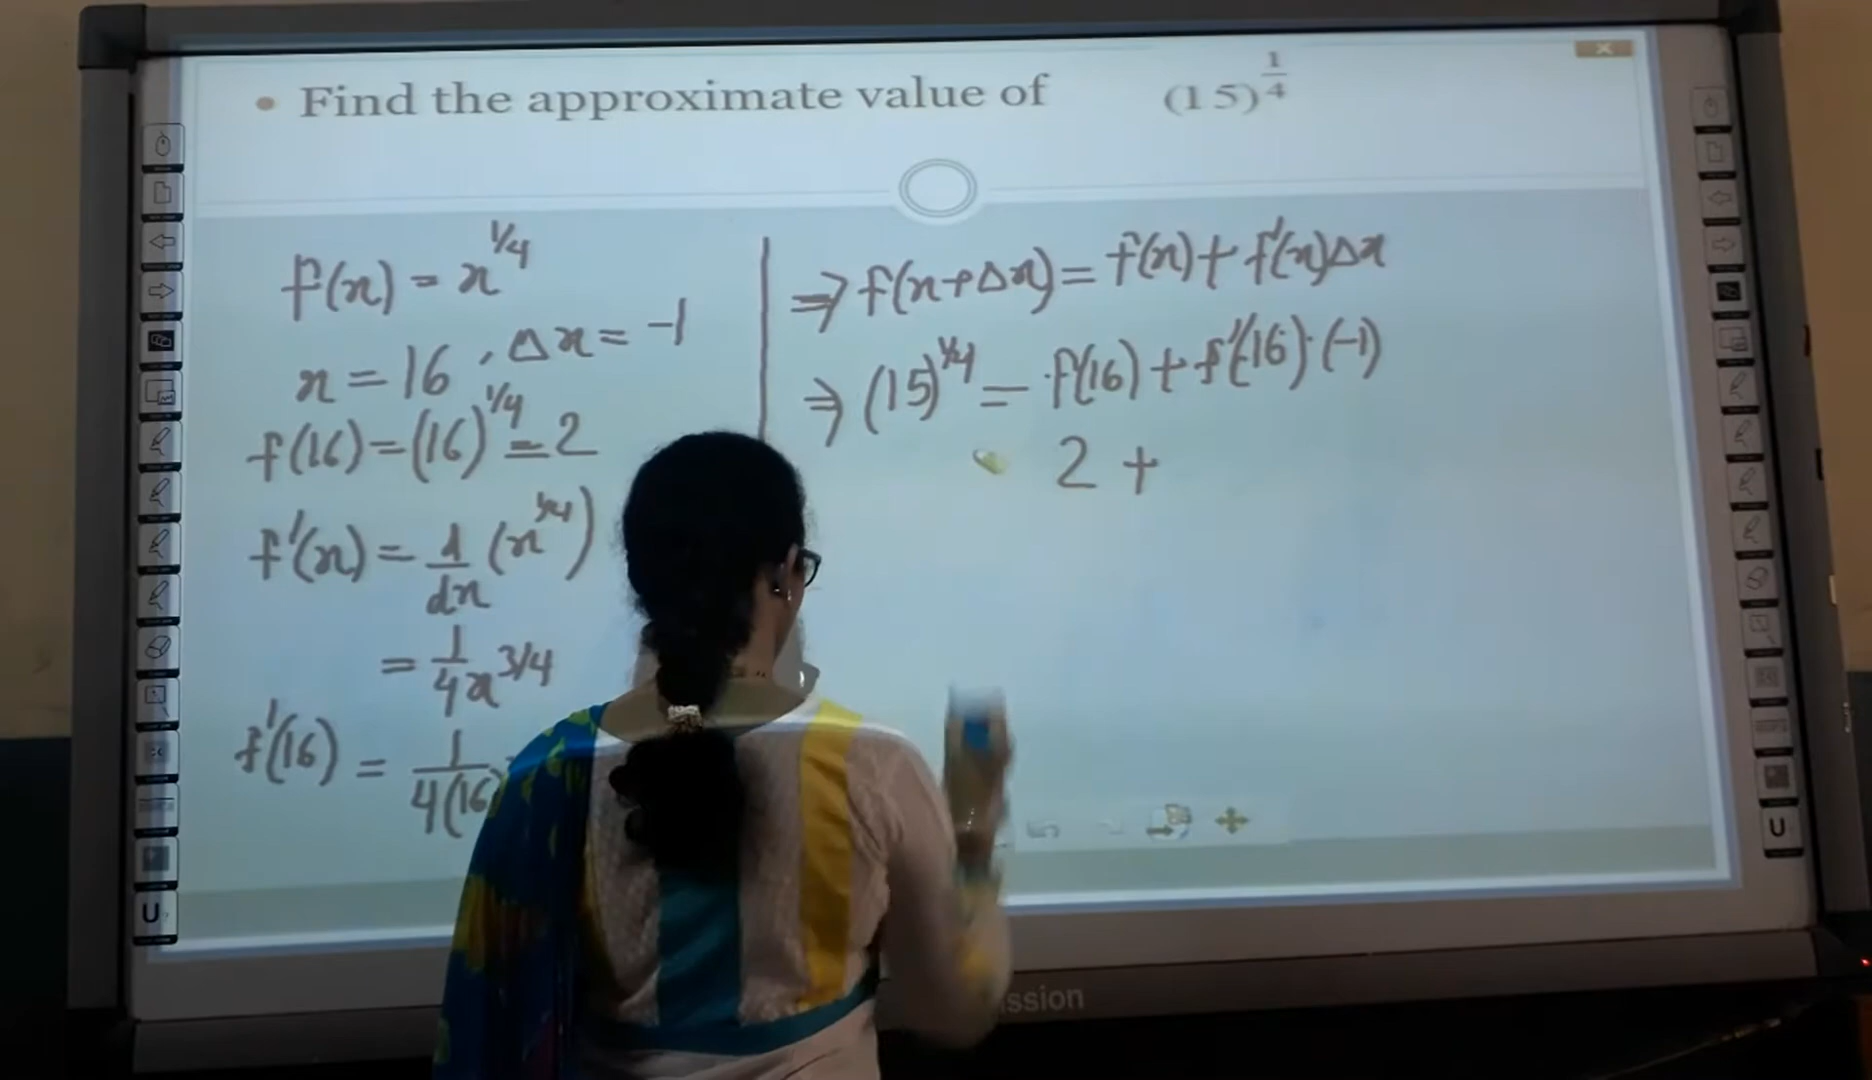 • Find the approximate value of (15)^{1/4}
f(x) = x^{1/4}
x = 16, Δx = -1
f(16) = (16)^{1/4} = 2
f'(x) = d/dx (x^{1/4})
= 1/4x^{3/4}
f'(16) = 1/4(16)
⇒ f(x+Δx) = f(x) + f'(x)Δx
⇒ (15)^{1/4} = f(16) + f'(16).(-1)
2 +
U
U
ssion